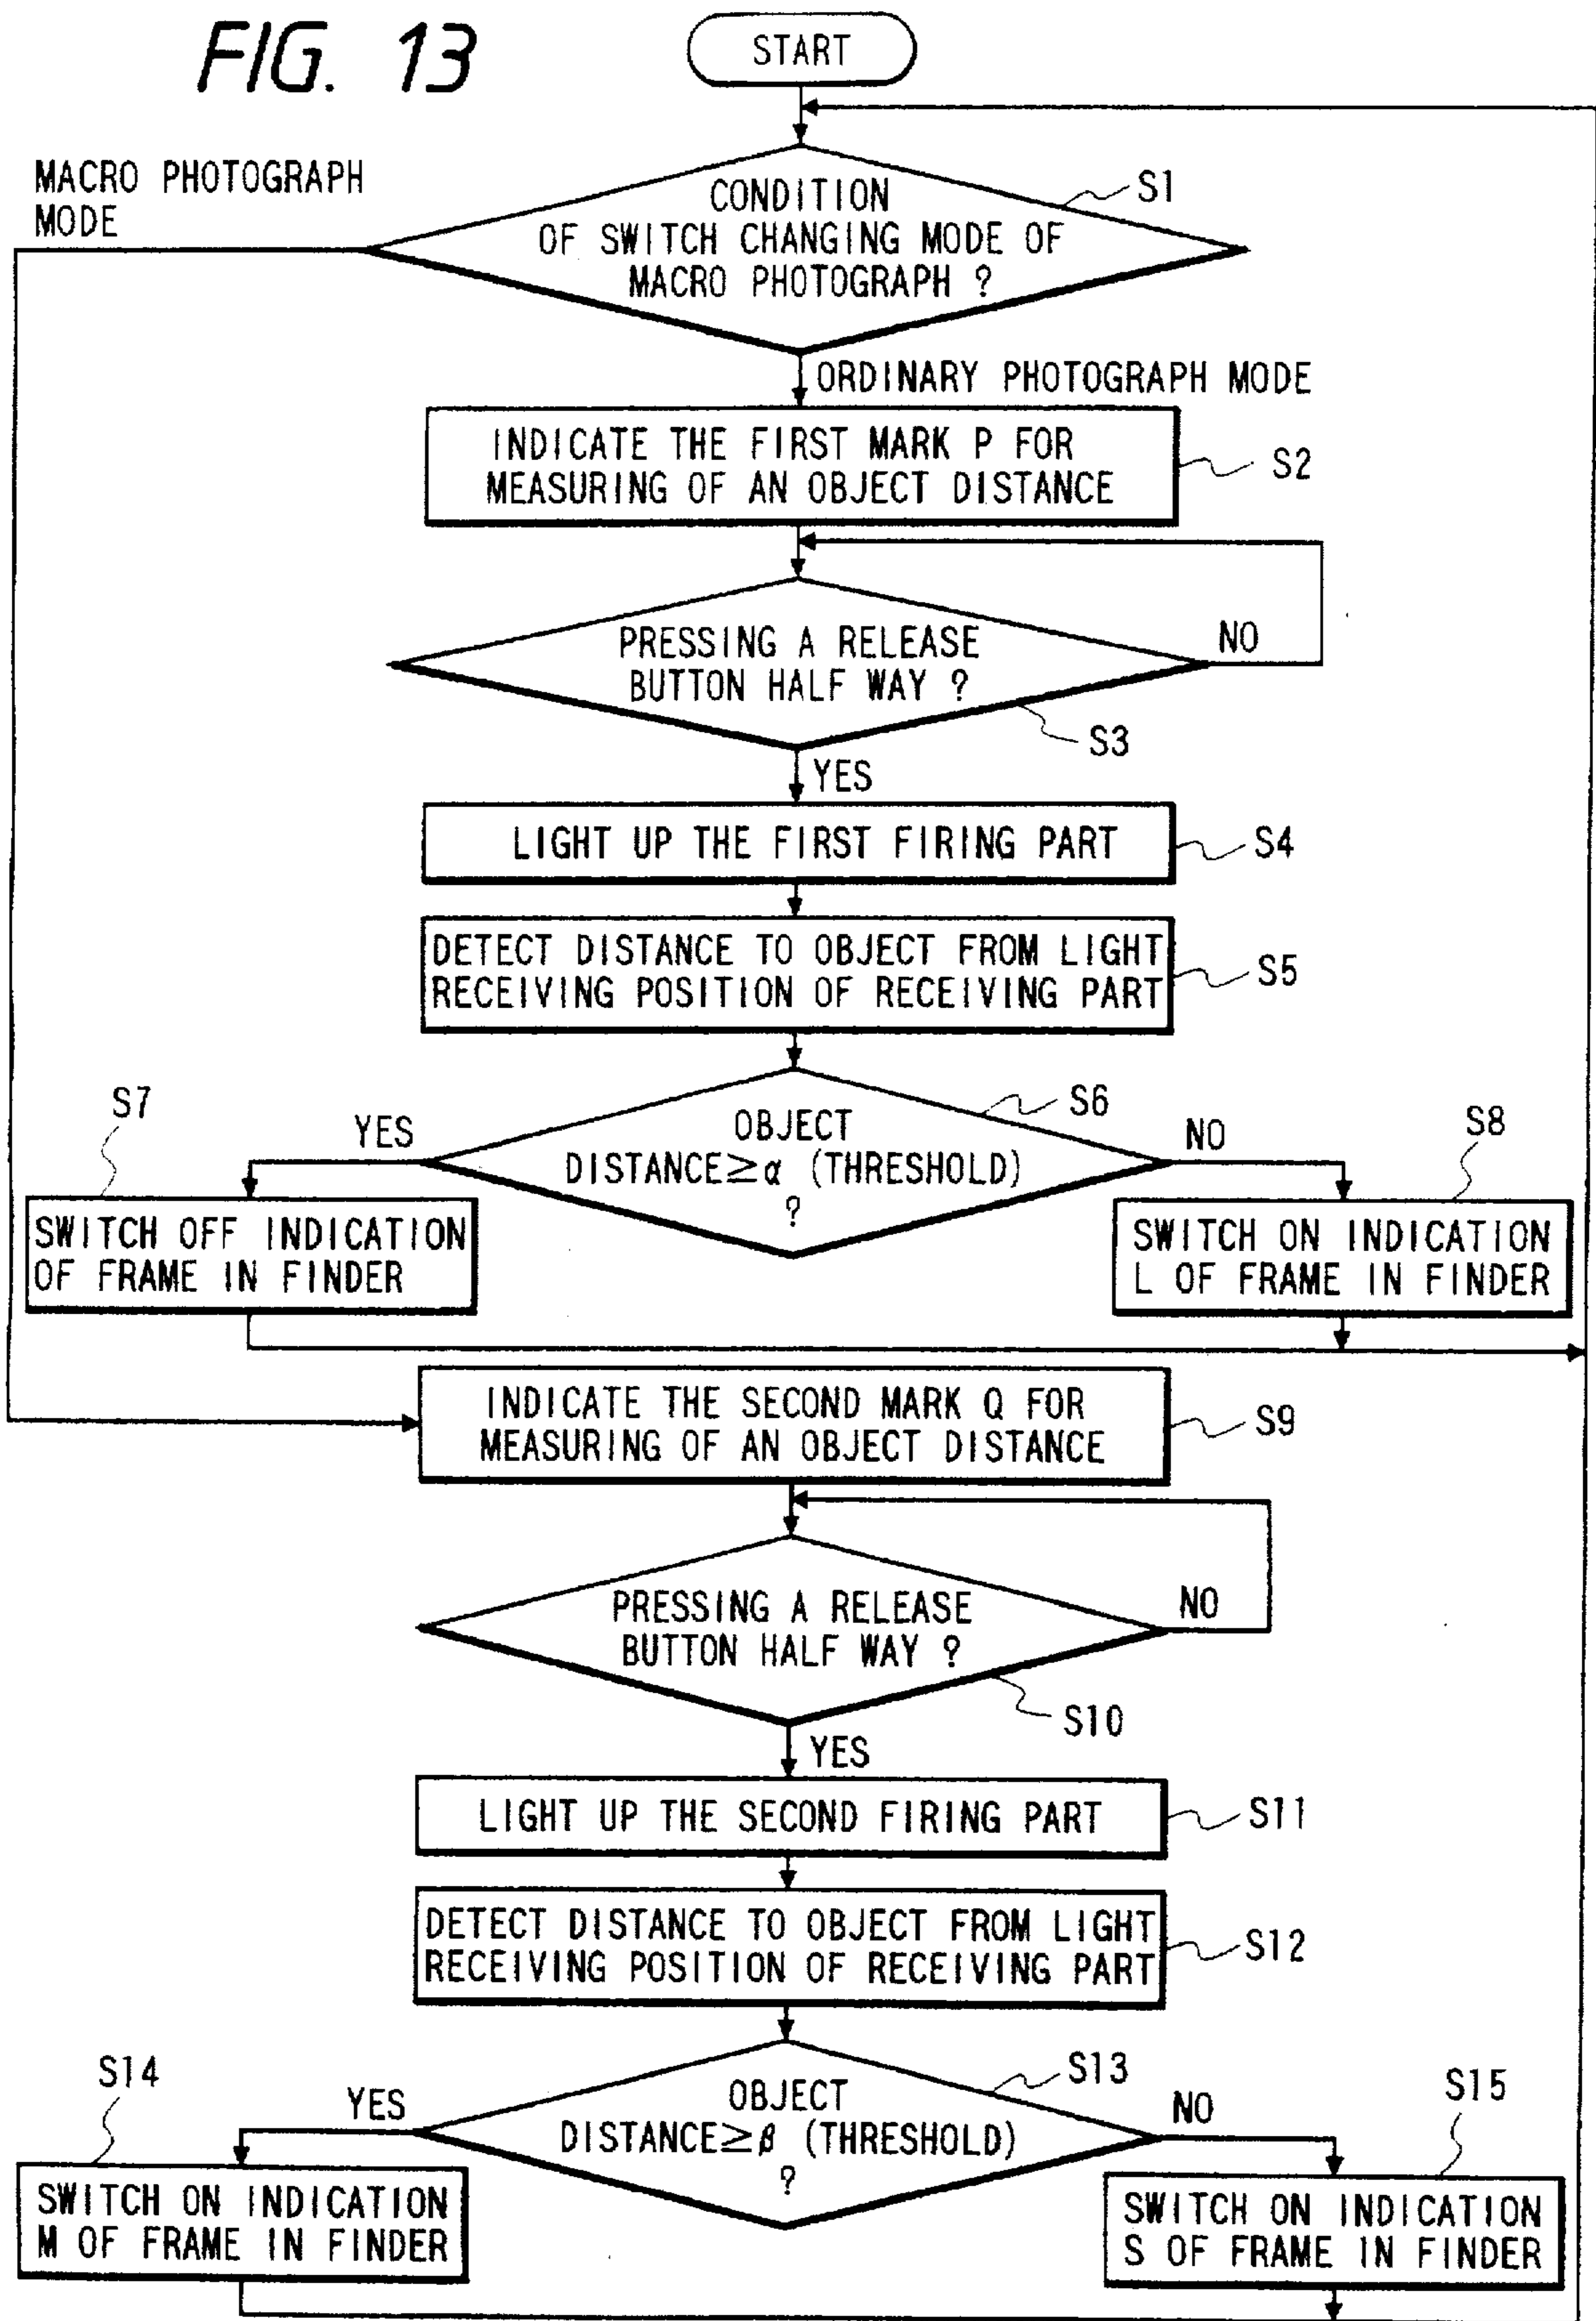 FIG. 13
START
MACRO PHOTOGRAPH
MODE
CONDITION
OF SWITCH CHANGING MODE OF
MACRO PHOTOGRAPH ?
S1
ORDINARY PHOTOGRAPH MODE
INDICATE THE FIRST MARK P FOR
MEASURING OF AN OBJECT DISTANCE
S2
PRESSING A RELEASE
BUTTON HALF WAY ?
NO
S3
YES
LIGHT UP THE FIRST FIRING PART
S4
DETECT DISTANCE TO OBJECT FROM LIGHT
RECEIVING POSITION OF RECEIVING PART
S5
S7
YES
OBJECT
DISTANCE≥α (THRESHOLD)
?
S6
NO
S8
SWITCH OFF INDICATION
OF FRAME IN FINDER
SWITCH ON INDICATION
L OF FRAME IN FINDER
INDICATE THE SECOND MARK Q FOR
MEASURING OF AN OBJECT DISTANCE
S9
PRESSING A RELEASE
BUTTON HALF WAY ?
NO
S10
YES
LIGHT UP THE SECOND FIRING PART
S11
DETECT DISTANCE TO OBJECT FROM LIGHT
RECEIVING POSITION OF RECEIVING PART
S12
S14
YES
OBJECT
DISTANCE≥β (THRESHOLD)
?
S13
NO
S15
SWITCH ON INDICATION
M OF FRAME IN FINDER
SWITCH ON INDICATION
S OF FRAME IN FINDER